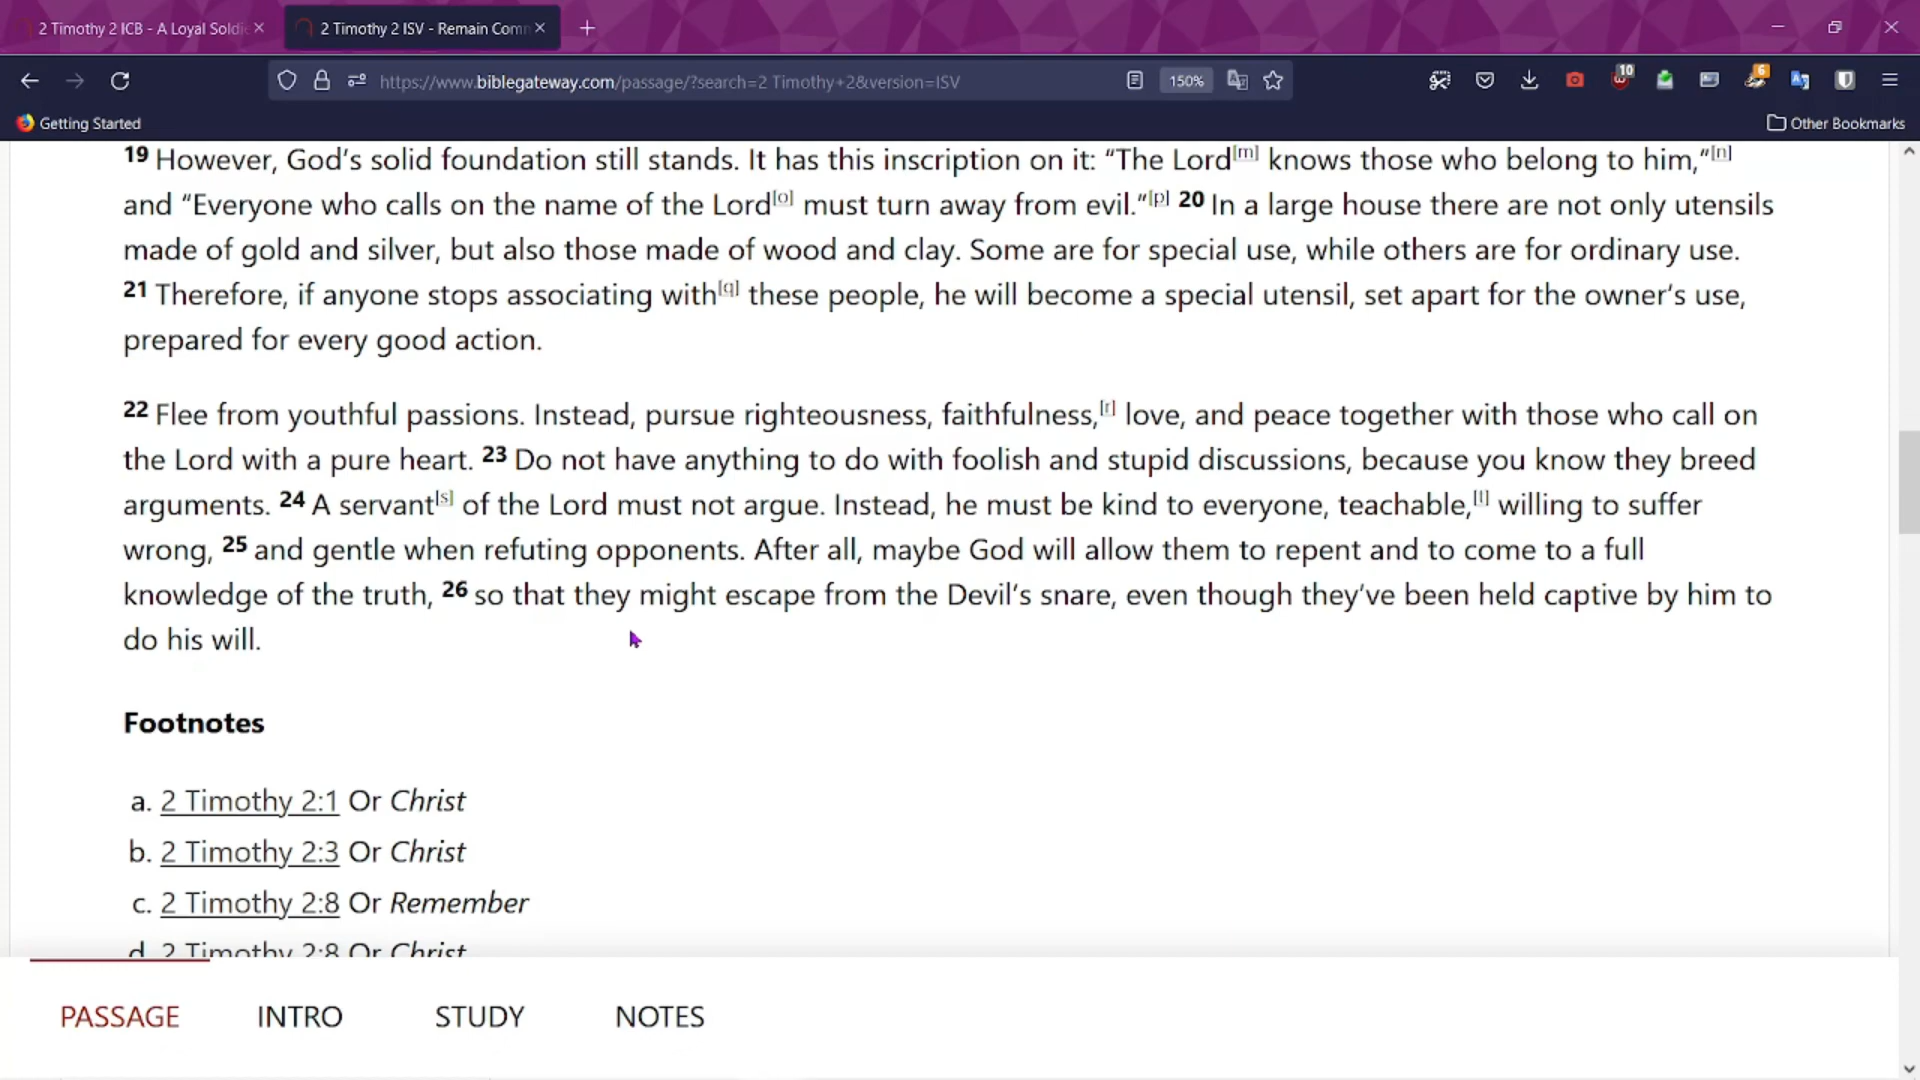 2 Timothy 2 ICB - A Loyal Soldie
2 Timothy 2 ISV - Remain Comm
https://www.biblegateway.com/passage/?search=2 Timothy+2&version=ISV
150%
10
6
Getting Started
Other Bookmarks
19 However, God's solid foundation still stands. It has this inscription on it: “The Lord[m] knows those who belong to him,”[n]
and “Everyone who calls on the name of the Lord[o] must turn away from evil.”[p] 20 In a large house there are not only utensils
made of gold and silver, but also those made of wood and clay. Some are for special use, while others are for ordinary use.
21 Therefore, if anyone stops associating with[q] these people, he will become a special utensil, set apart for the owner's use,
prepared for every good action.
22 Flee from youthful passions. Instead, pursue righteousness, faithfulness,[r] love, and peace together with those who call on
the Lord with a pure heart. 23 Do not have anything to do with foolish and stupid discussions, because you know they breed
arguments. 24 A servant[s] of the Lord must not argue. Instead, he must be kind to everyone, teachable,[t] willing to suffer
wrong, 25 and gentle when refuting opponents. After all, maybe God will allow them to repent and to come to a full
knowledge of the truth, 26 so that they might escape from the Devil's snare, even though they've been held captive by him to
do his will.
Footnotes
a. 2 Timothy 2:1 Or Christ
b. 2 Timothy 2:3 Or Christ
c. 2 Timothy 2:8 Or Remember
d. 2 Timothy 2:8 Or Christ
PASSAGE INTRO STUDY NOTES